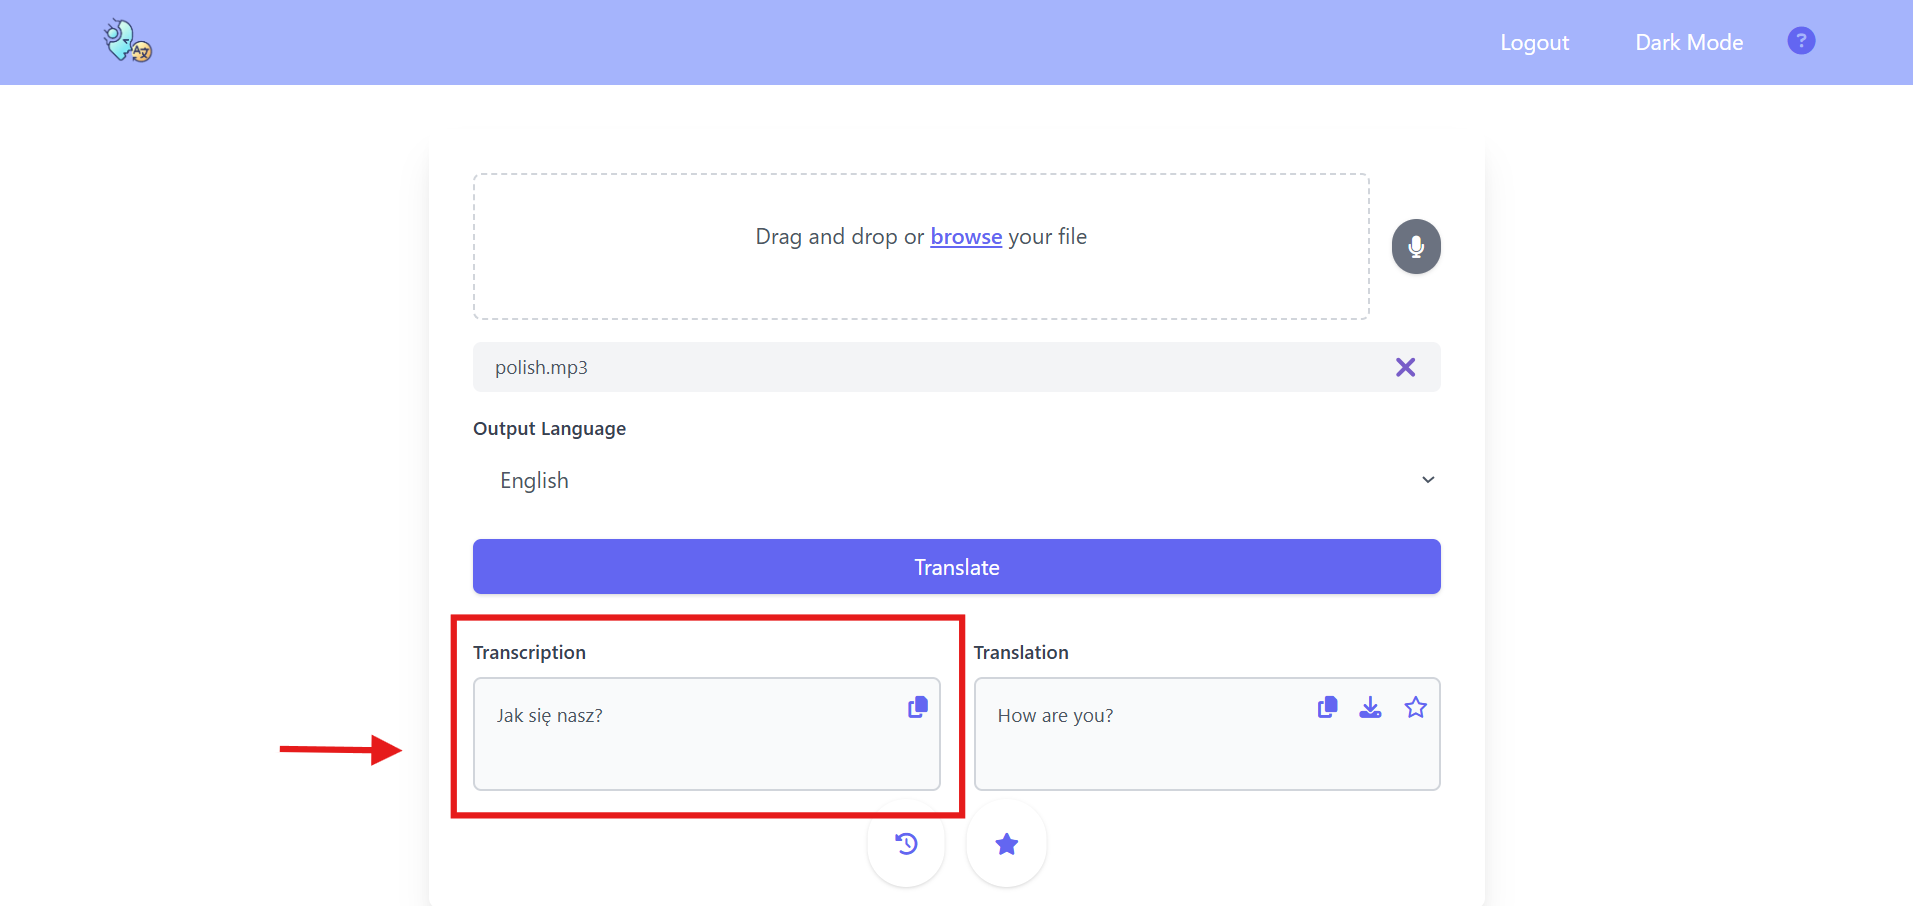 Logout Dark Mode ?
Drag and drop or browse your file
polish.mp3
Output Language
English
Translate
Transcription
Jak się nasz?
Translation
How are you?